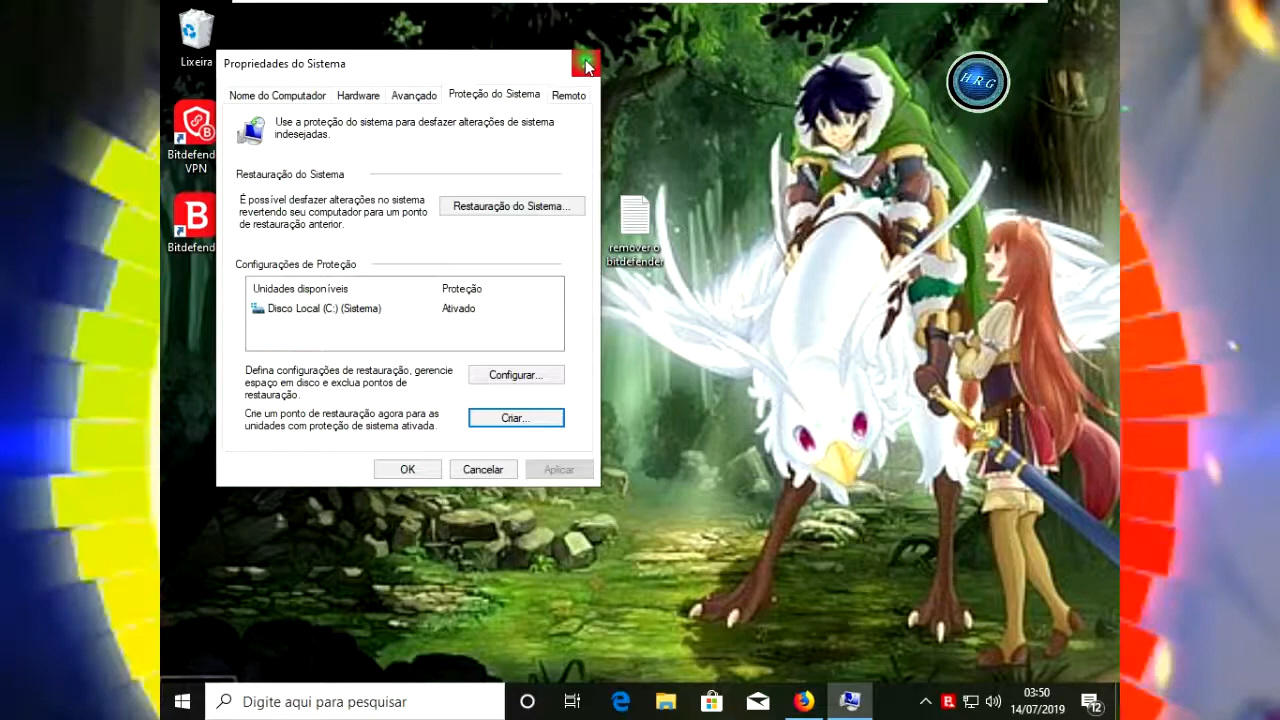 Lixeira
Bitdefend
VPN
Bitdefend
Propriedades do Sistema
Nome do Computador
Hardware
Avançado
Proteção do Sistema
Remoto
Use a proteção do sistema para desfazer alterações de sistema
indesejadas.
Restauração do Sistema
É possível desfazer alterações no sistema
revertendo seu computador para um ponto
de restauração anterior.
Restauração do Sistema...
Configurações de Proteção
Unidades disponíveis
Proteção
Disco Local (C:) (Sistema)
Ativado
Defina configurações de restauração, gerencie
espaço em disco e exclua pontos de
restauração.
Configurar...
Crie um ponto de restauração agora para as
unidades com proteção de sistema ativada.
Criar...
OK
Cancelar
Aplicar
remover o
bitdefender
HRG
Digite aqui para pesquisar
03:50
14/07/2019
12